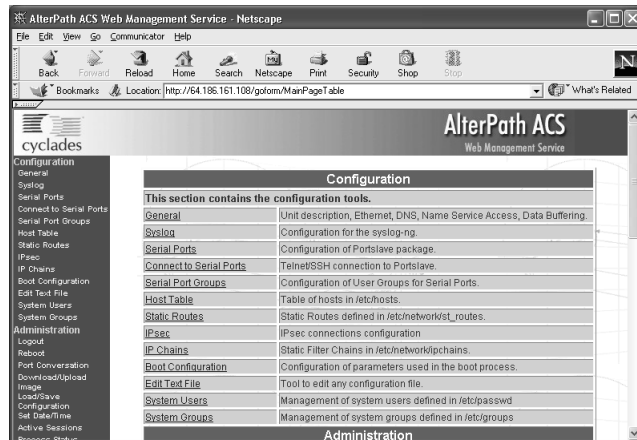 AlterPath ACS Web Management Service - Netscape
File Edit View Go Communicator Help
Back Forward Reload Home Search Netscape Print Security Shop Stop
N
Bookmarks Location: http://64.186.161.108/goform/MainPageTable What's Related
cyclades
AlterPath ACS
Web Management Service
Configuration
General
Syslog
Serial Ports
Connect to Serial Ports
Serial Port Groups
Host Table
Static Routes
IPsec
IP Chains
Boot Configuration
Edit Text File
System Users
System Groups
Administration
Logout
Reboot
Port Conversation
Download/Upload
Image
Load/Save
Configuration
Set Date/Time
Active Sessions
Process Status
Configuration
This section contains the configuration tools.
General Unit description, Ethernet, DNS, Name Service Access, Data Buffering.
Syslog Configuration for the syslog-ng.
Serial Ports Configuration of Portslave package.
Connect to Serial Ports Telnet/SSH connection to Portslave.
Serial Port Groups Configuration of User Groups for Serial Ports.
Host Table Table of hosts in /etc/hosts.
Static Routes Static Routes defined in /etc/network/st_routes.
IPsec IPsec connections configuration
IP Chains Static Filter Chains in /etc/network/ipchains.
Boot Configuration Configuration of parameters used in the boot process.
Edit Text File Tool to edit any configuration file.
System Users Management of system users defined in /etc/passwd
System Groups Management of system groups defined in /etc/groups
Administration